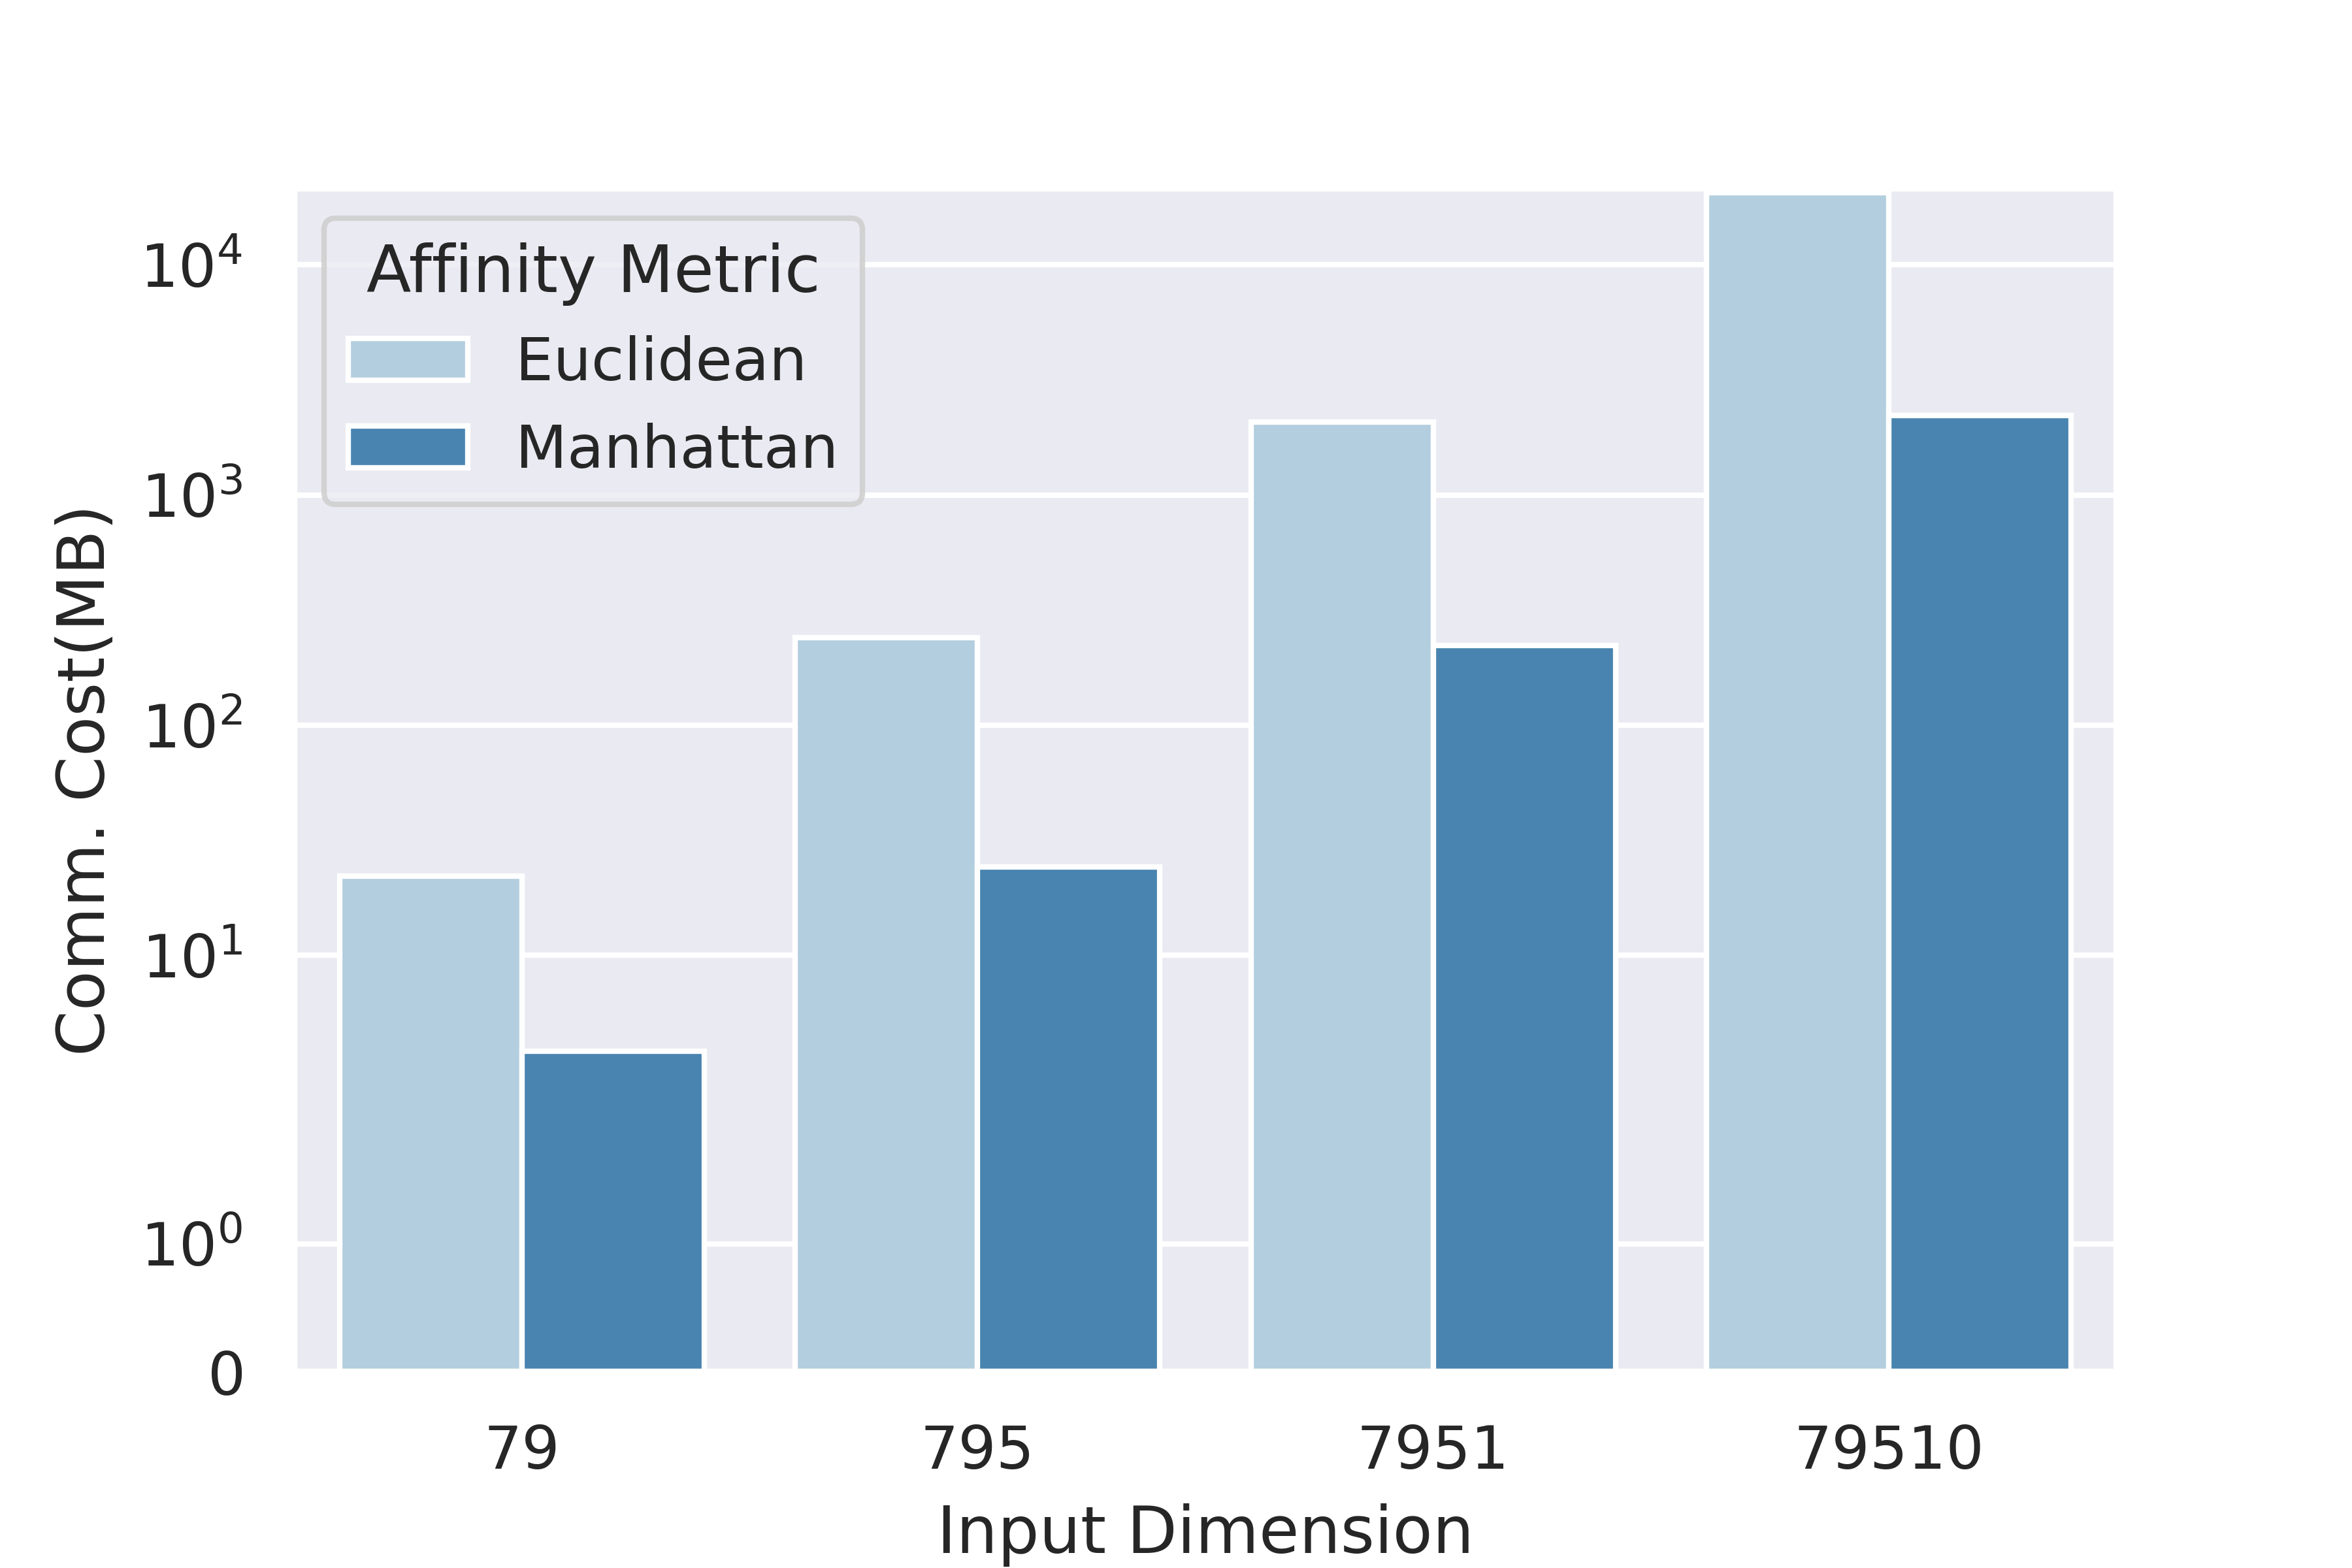 Affinity Metric
Euclidean
Manhattan
Comm. Cost(MB)
10⁴
10³
10²
10¹
10⁰
0
79 795 7951 79510
Input Dimension